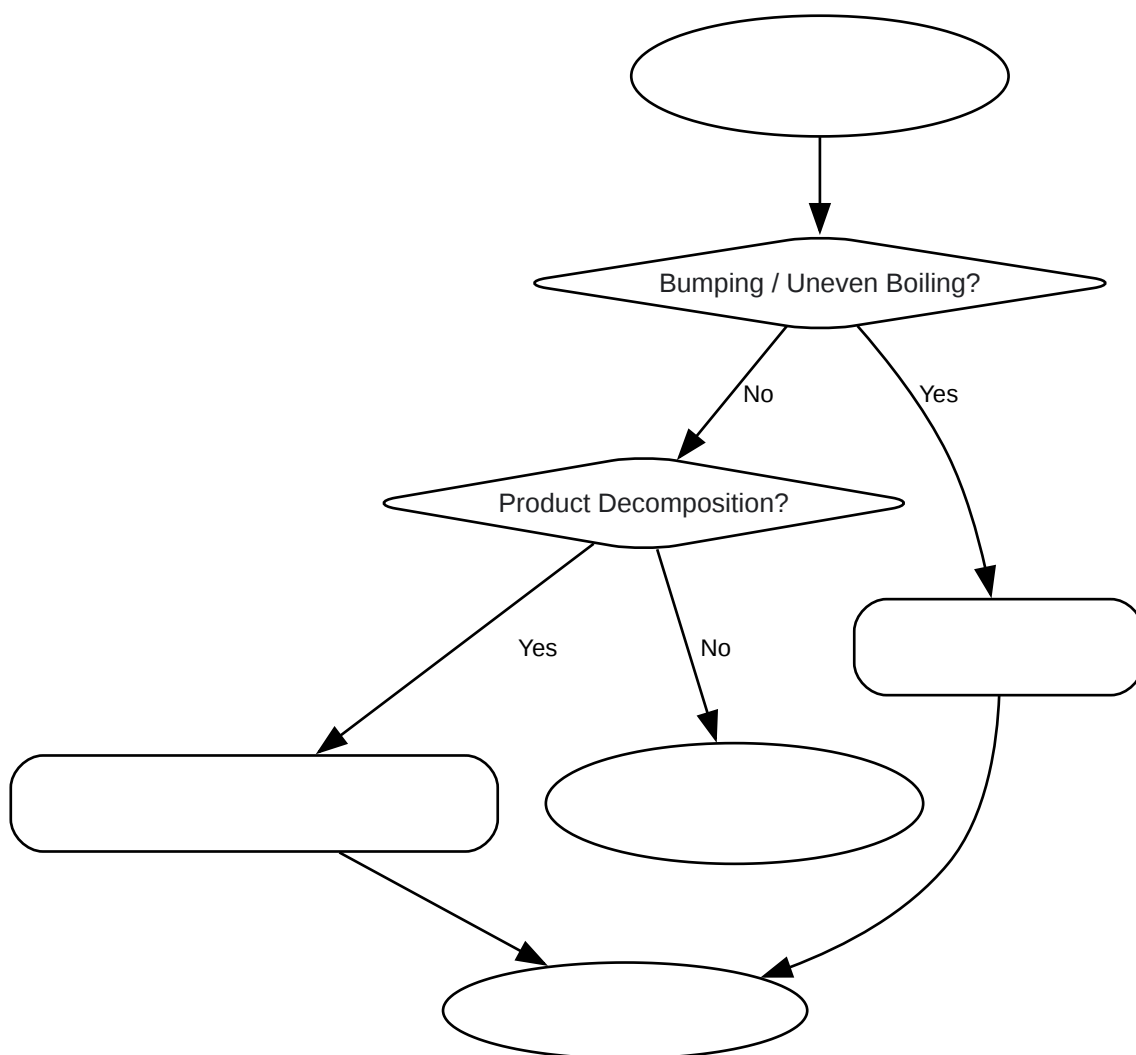 Bumping / Uneven Boiling?
No
Yes
Product Decomposition?
Yes
No